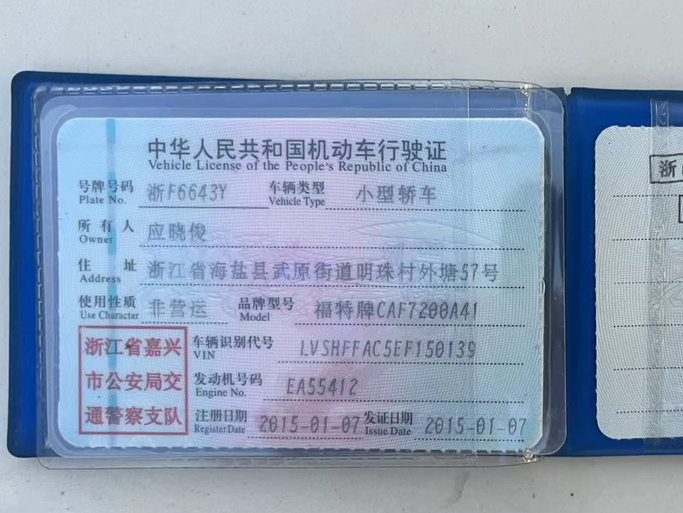 中华人民共和国机动车行驶证
Vehicle License of the People's Republic of China
号牌号码 浙F6643Y 车辆类型 小型轿车
Plate No. Vehicle Type
所有人 应晓俊
Owner
住址 浙江省海盐县武原街道明珠村外塘57号
Address
使用性质 非营运 品牌型号 福特牌CAF7200A41
Use Character Model
浙江省嘉兴
市公安局交
通警察支队
车辆识别代号 LVSHFFAC5EF150139
VIN
发动机号码 EA55412
Engine No.
注册日期 2015-01-07 发证日期 2015-01-07
Register Date Issue Date
浙